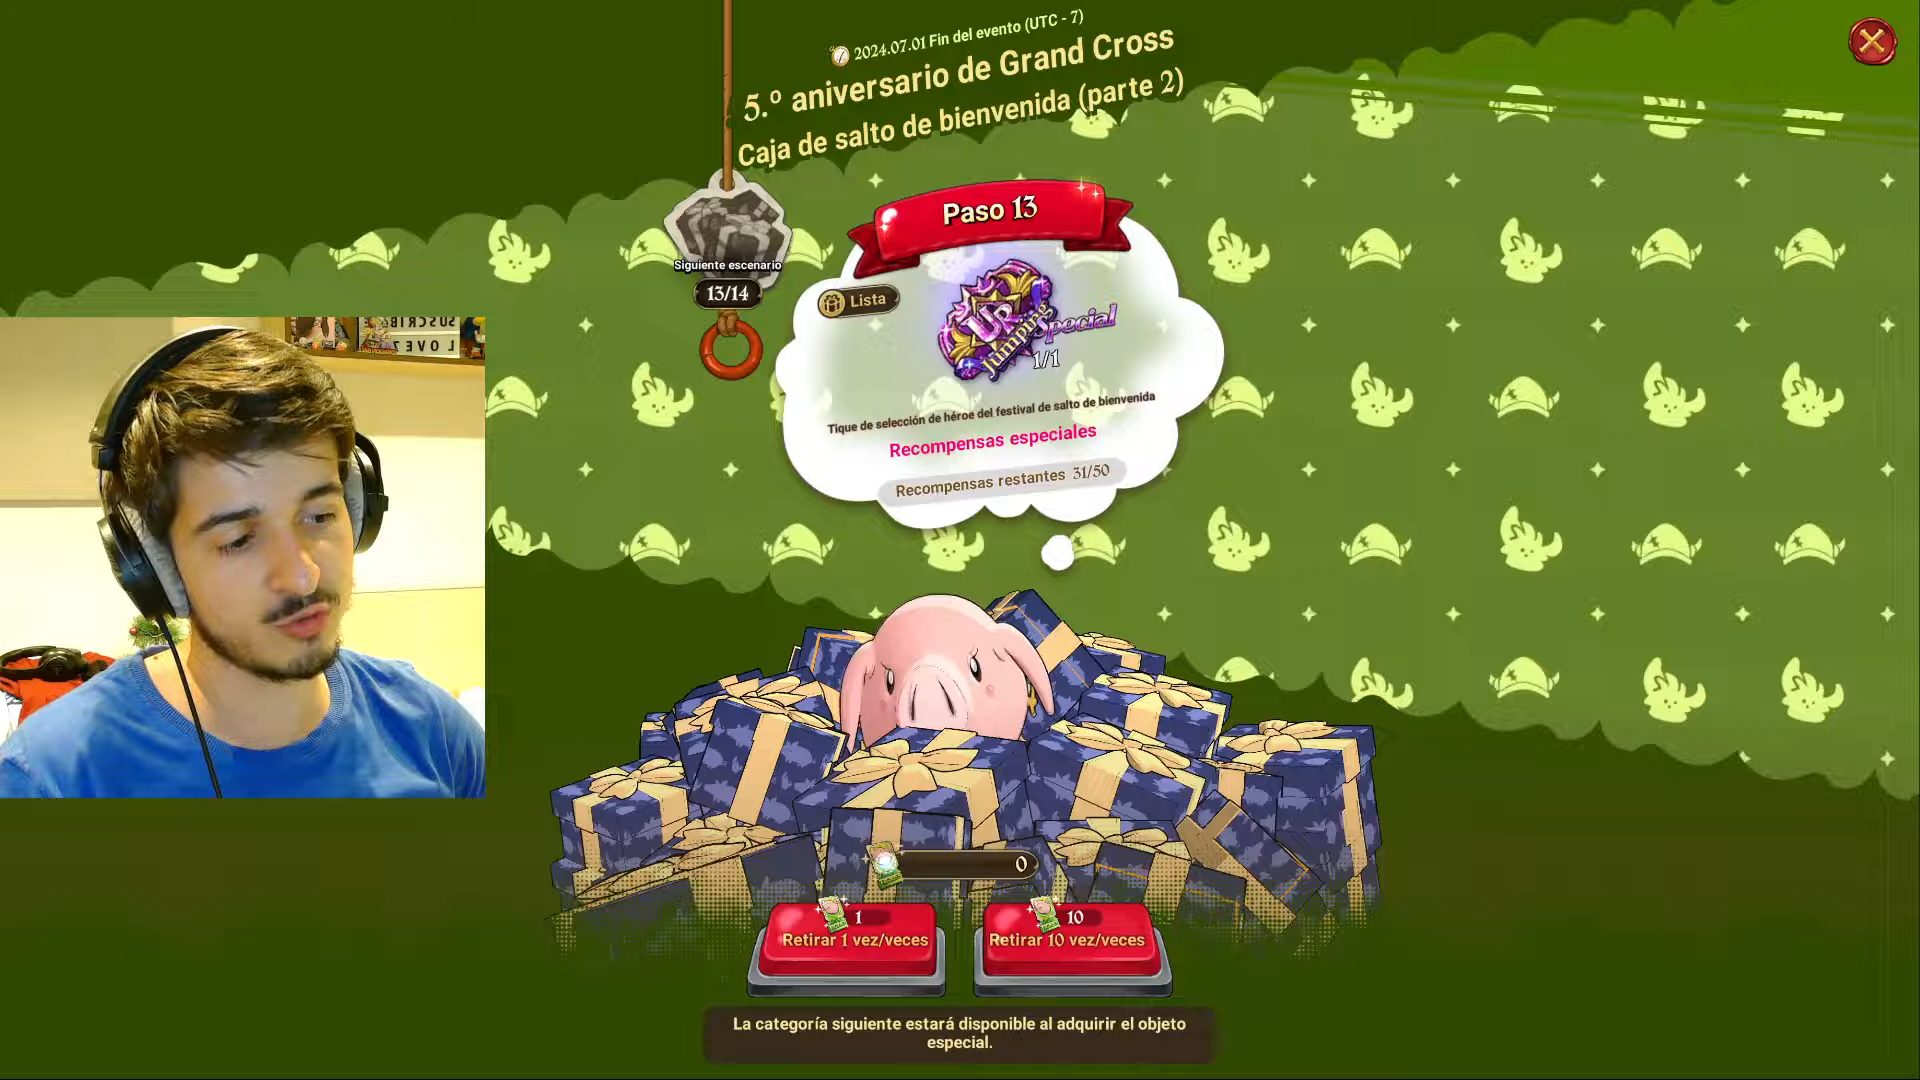 2024.07.01 Fin del evento (UTC - 7)
5.º aniversario de Grand Cross
Caja de salto de bienvenida (parte 2)
Paso 13
Siguiente escenario
13/14
Lista
UR
Jumping
Special
1/1
Tique de selección de héroe del festival de salto de bienvenida
Recompensas especiales
Recompensas restantes 31/50
0
1
Retirar 1 vez/veces
10
Retirar 10 vez/veces
La categoría siguiente estará disponible al adquirir el objeto
especial.
SUSCRIBE
LOVE7